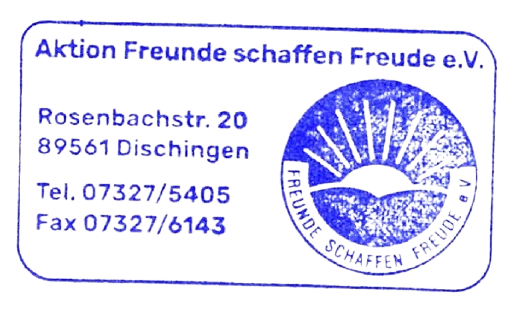 Aktion Freunde schaffen Freude e.V.
Rosenbachstr. 20
89561 Dischingen
Tel. 07327/5405
Fax 07327/6143
FREUNDE SCHAFFEN FREUDE e V